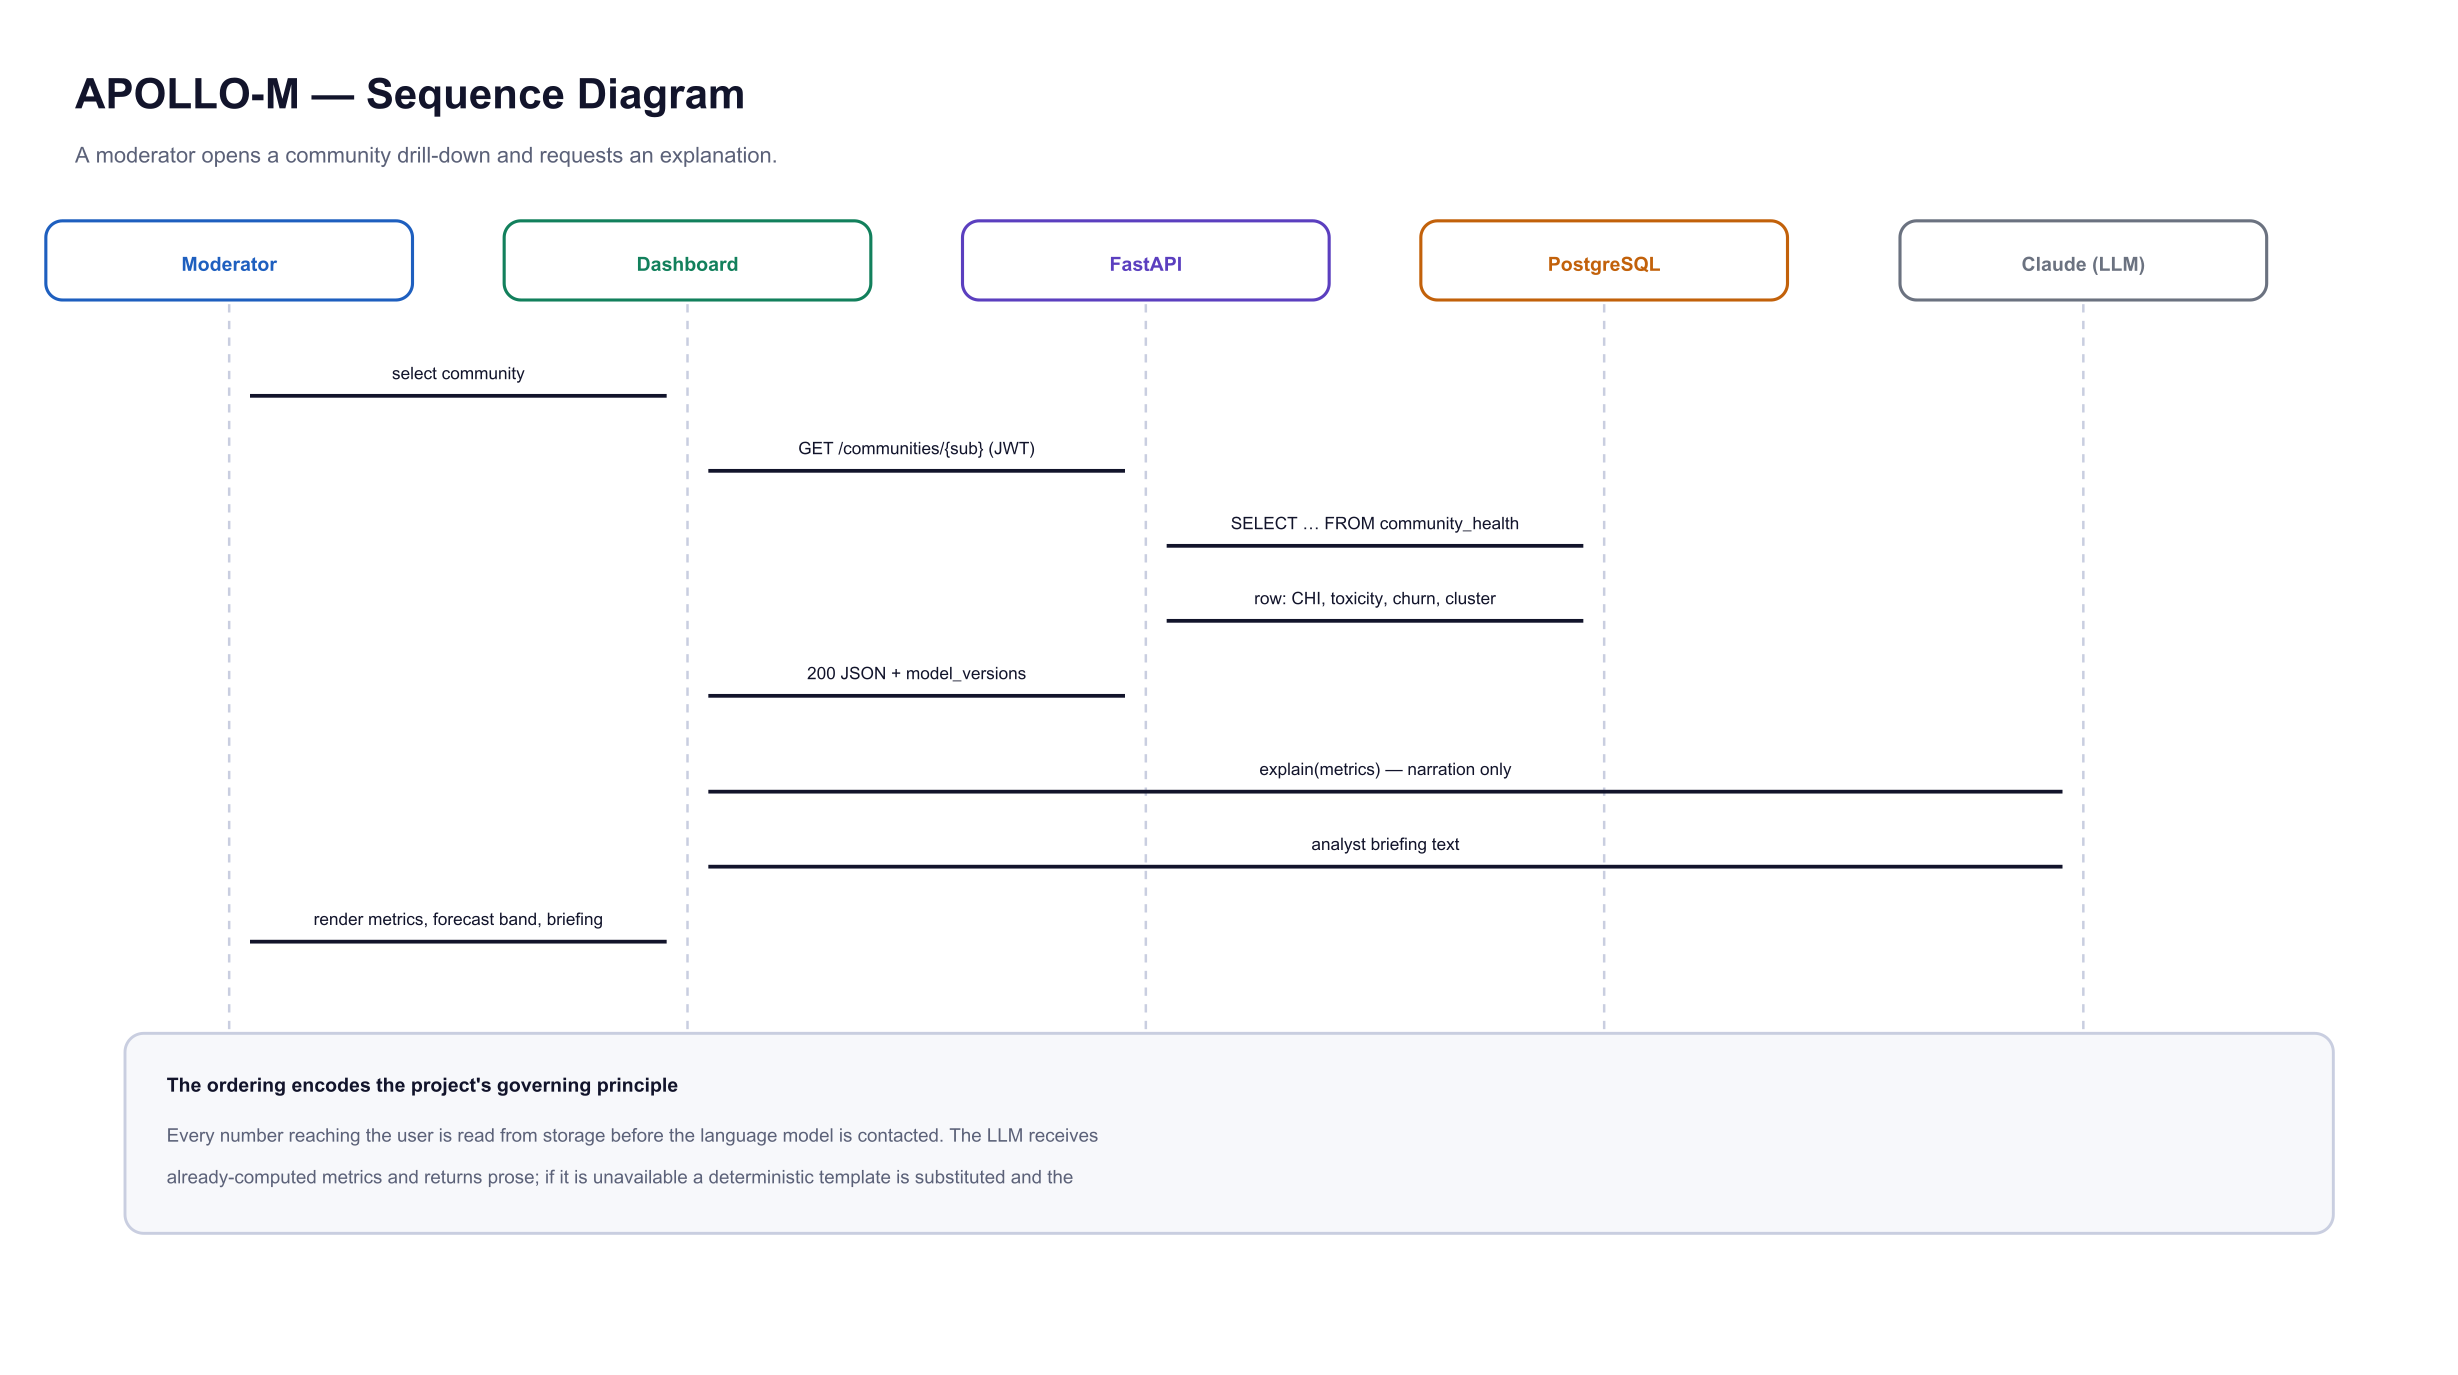 APOLLO-M — Sequence Diagram
A moderator opens a community drill-down and requests an explanation.
Moderator
Dashboard
FastAPI
PostgreSQL
Claude (LLM)
select community
GET /communities/{sub} (JWT)
SELECT … FROM community_health
row: CHI, toxicity, churn, cluster
200 JSON + model_versions
explain(metrics) — narration only
analyst briefing text
render metrics, forecast band, briefing
The ordering encodes the project's governing principle
Every number reaching the user is read from storage before the language model is contacted. The LLM receives
already-computed metrics and returns prose; if it is unavailable a deterministic template is substituted and the